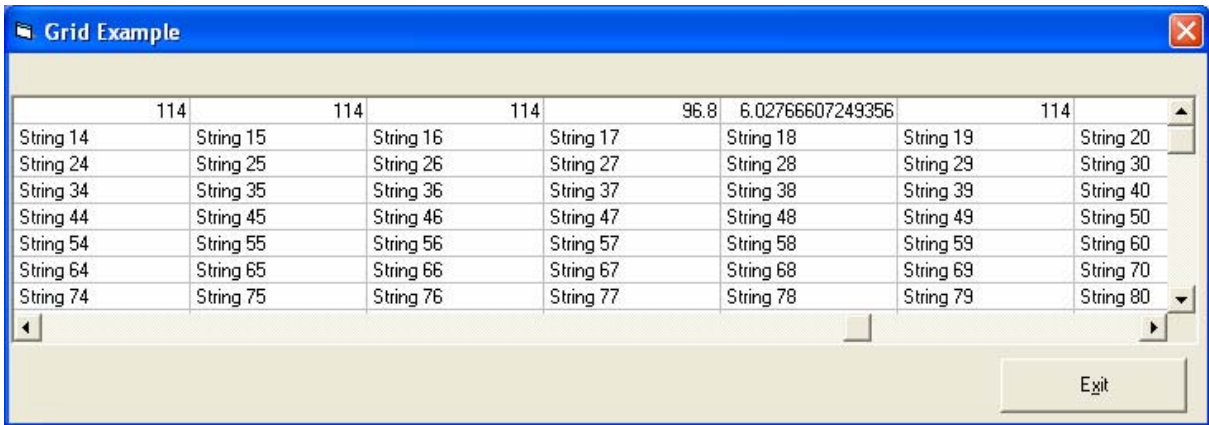 Grid Example
114 114 114 96.8 6.02766607249356 114
String 14 String 15 String 16 String 17 String 18 String 19 String 20
String 24 String 25 String 26 String 27 String 28 String 29 String 30
String 34 String 35 String 36 String 37 String 38 String 39 String 40
String 44 String 45 String 46 String 47 String 48 String 49 String 50
String 54 String 55 String 56 String 57 String 58 String 59 String 60
String 64 String 65 String 66 String 67 String 68 String 69 String 70
String 74 String 75 String 76 String 77 String 78 String 79 String 80
Exit